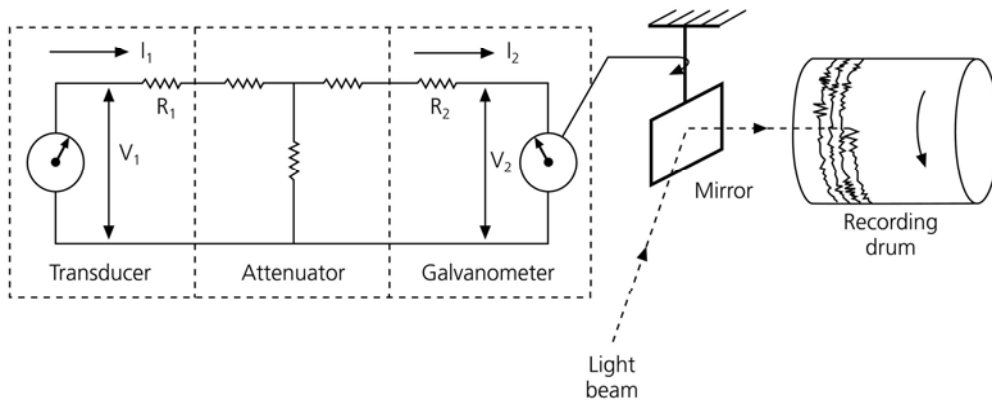 I1
I2
R1
R2
V1
V2
Mirror
Transducer
Attenuator
Galvanometer
Recording
drum
Light
beam